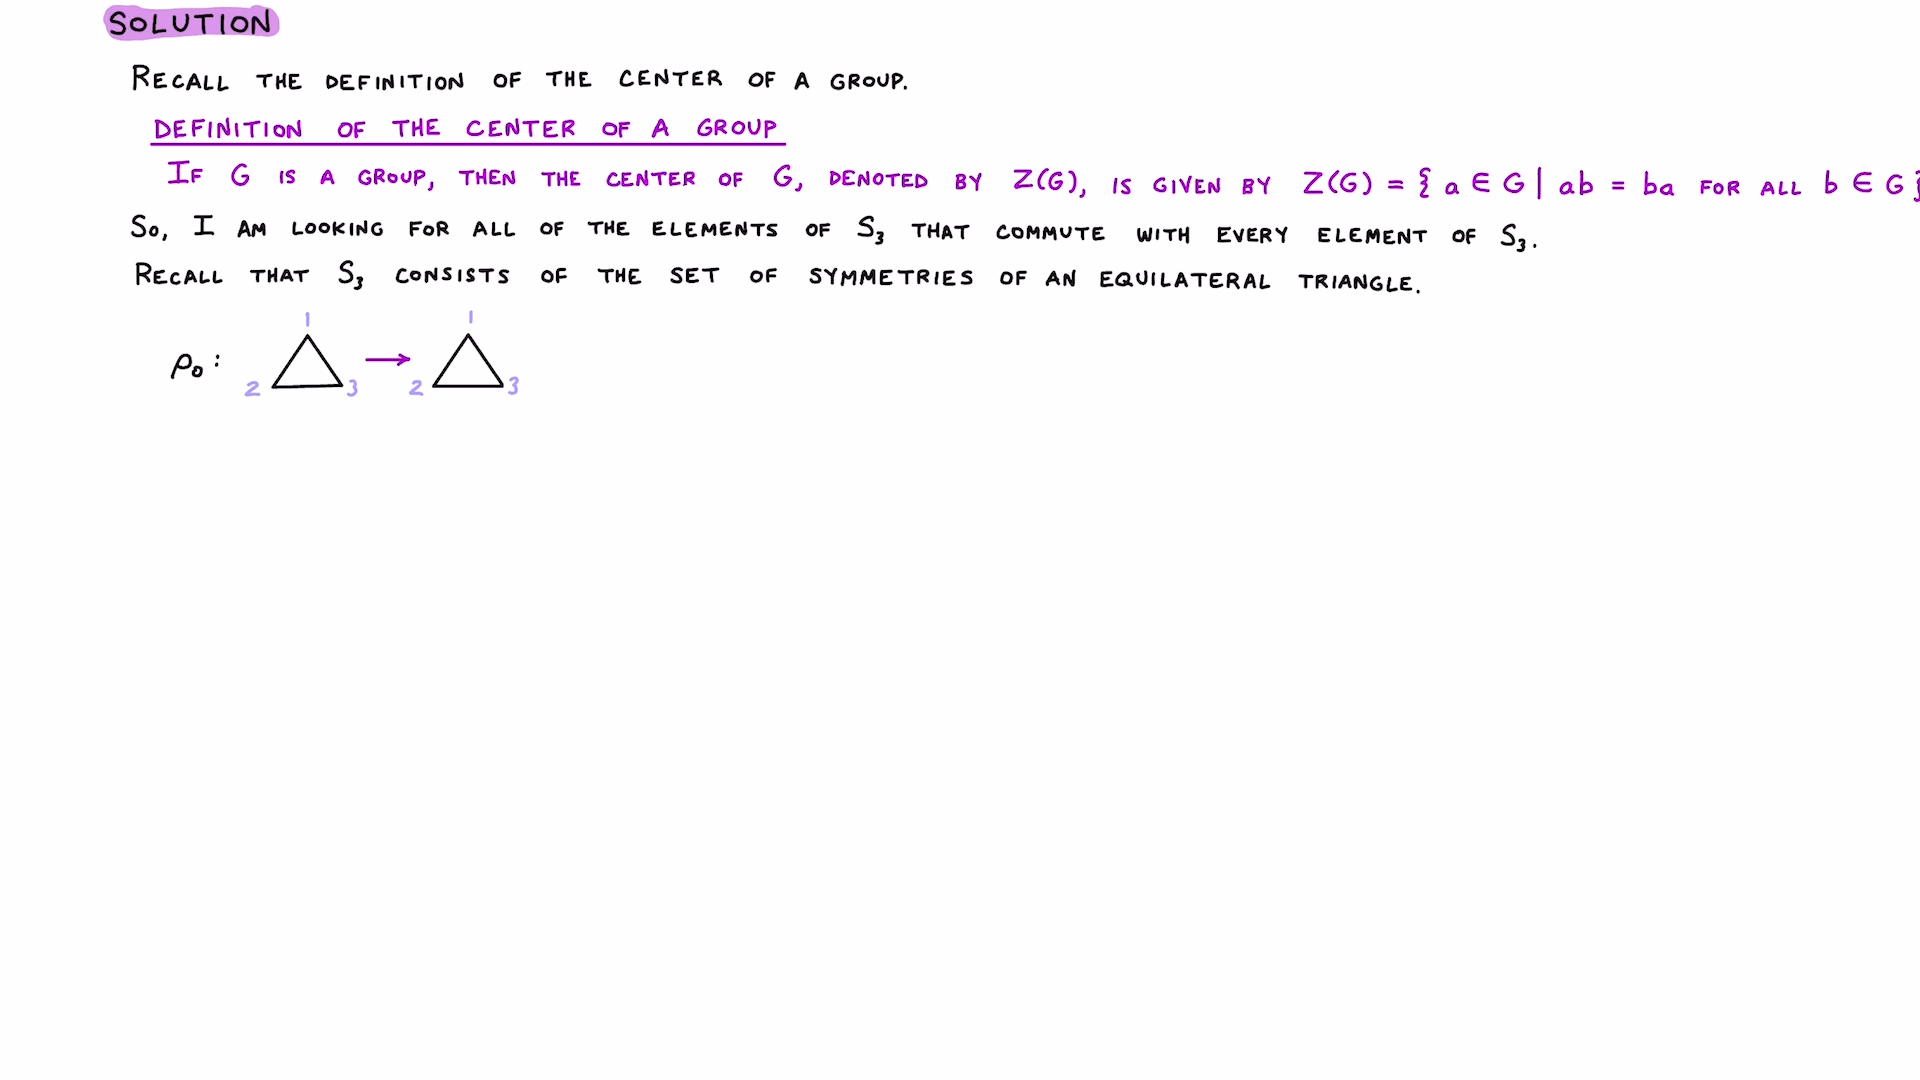 SOLUTION
RECALL THE DEFINITION OF THE CENTER OF A GROUP.
DEFINITION OF THE CENTER OF A GROUP
IF G IS A GROUP, THEN THE CENTER OF G, DENOTED BY Z(G), IS GIVEN BY Z(G) = { a ∈ G | ab = ba FOR ALL b ∈ G }
SO, I AM LOOKING FOR ALL OF THE ELEMENTS OF S₃ THAT COMMUTE WITH EVERY ELEMENT OF S₃.
RECALL THAT S₃ CONSISTS OF THE SET OF SYMMETRIES OF AN EQUILATERAL TRIANGLE.
1 1
ρ₀: →
2 3 2 3